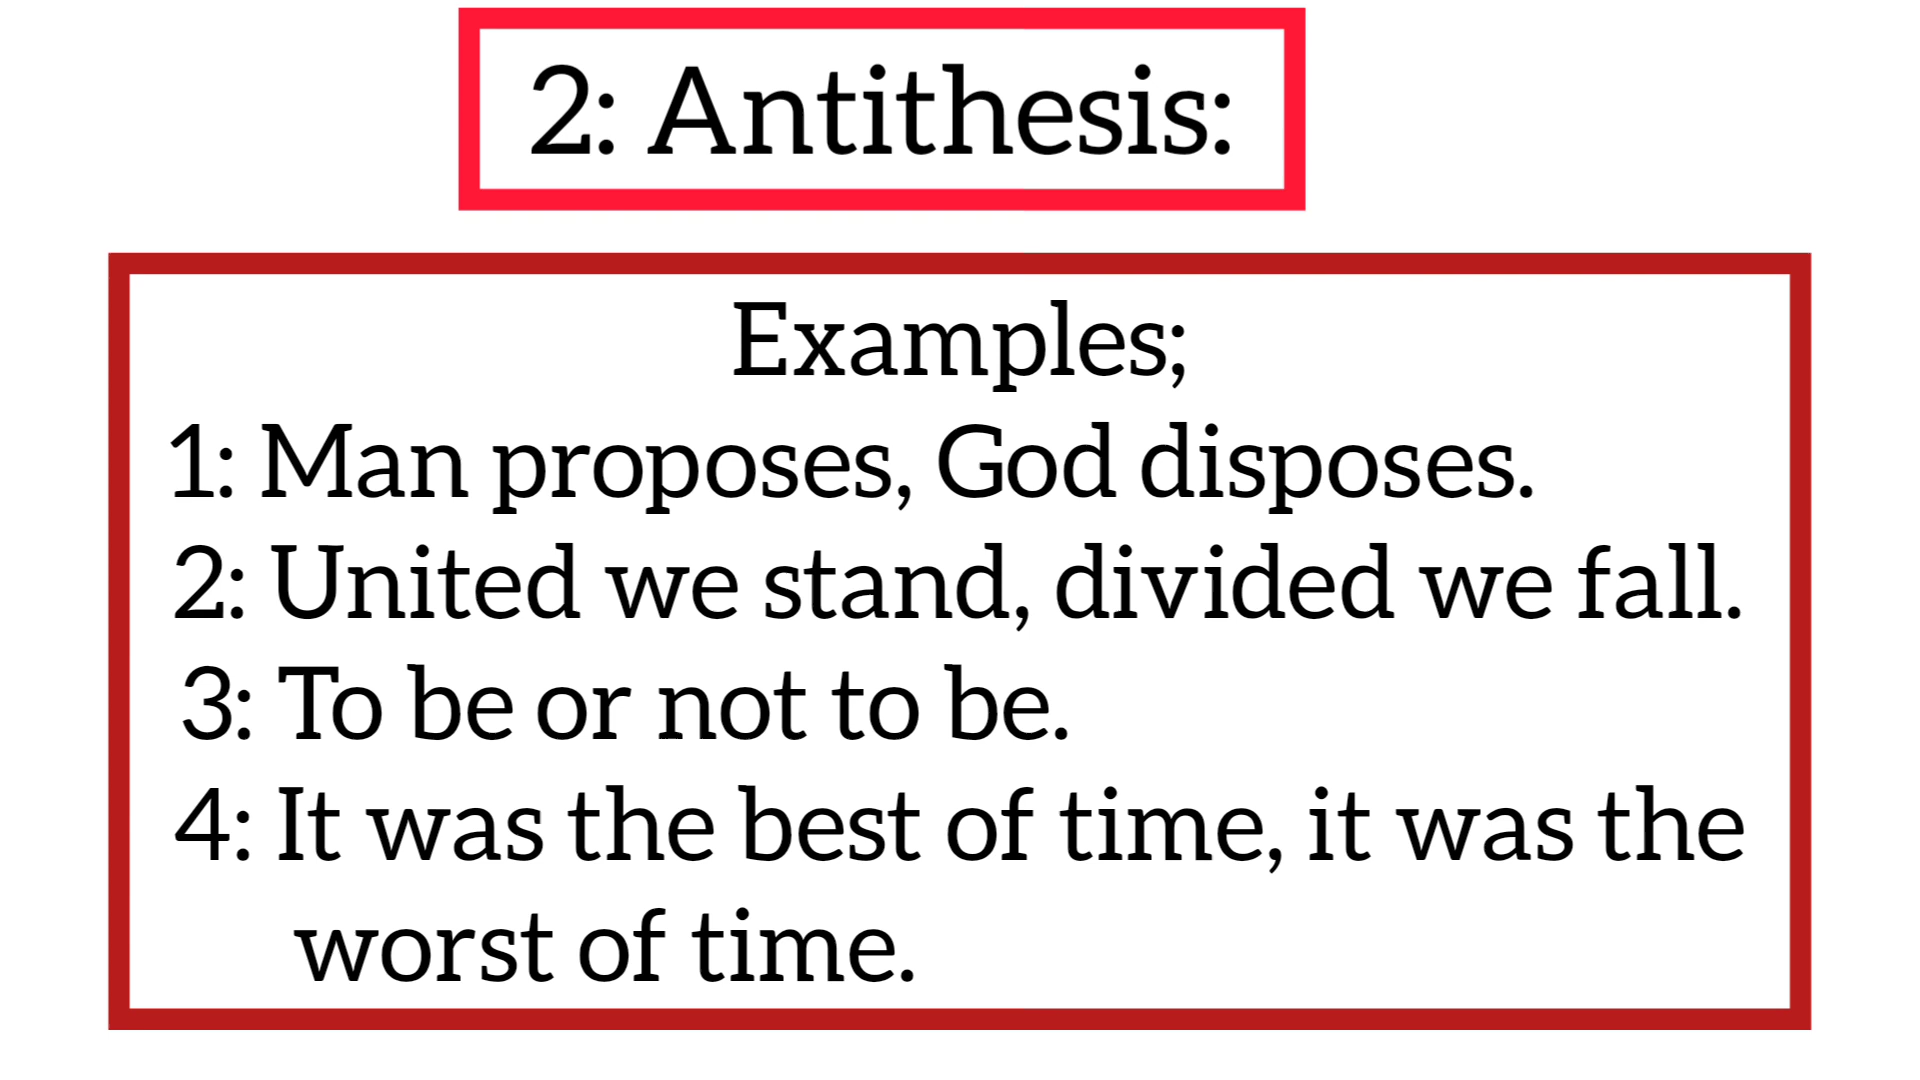 2: Antithesis:
Examples;
1: Man proposes, God disposes.
2: United we stand, divided we fall.
3: To be or not to be.
4: It was the best of time, it was the
worst of time.